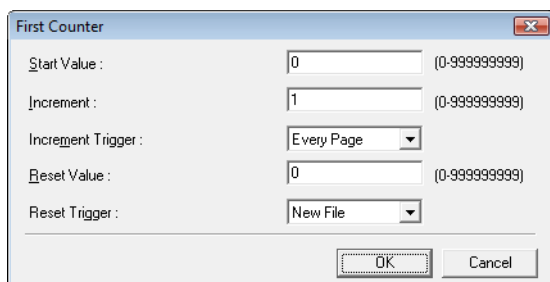 First Counter
Start Value : 0 (0-999999999)
Increment : 1 (0-999999999)
Increment Trigger : Every Page
Reset Value : 0 (0-999999999)
Reset Trigger : New File
OK Cancel